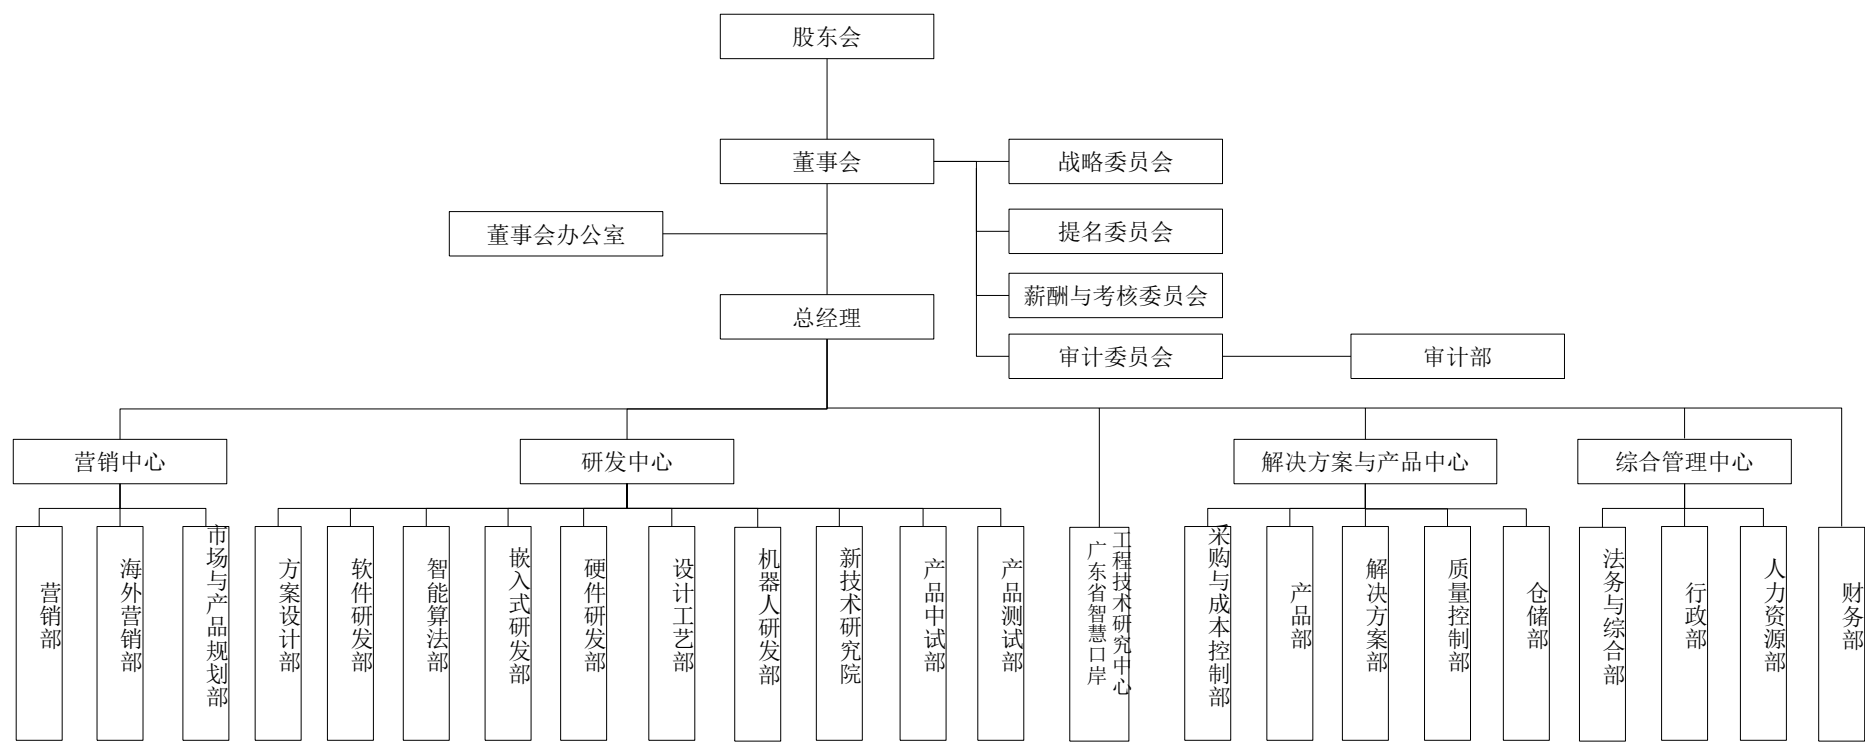 股东会
董事会
战略委员会
董事会办公室
提名委员会
薪酬与考核委员会
总经理
审计委员会
审计部
营销中心
研发中心
解决方案与产品中心
综合管理中心
营销部
海外营销部
市场与产品规划部
方案设计部
软件研发部
智能算法部
嵌入式研发部
硬件研发部
设计工艺部
机器人研发部
新技术研究院
产品中试部
产品测试部
广东省智慧口岸
工程技术研究中心
采购与成本控制部
产品部
解决方案部
质量控制部
仓储部
法务与综合部
行政部
人力资源部
财务部